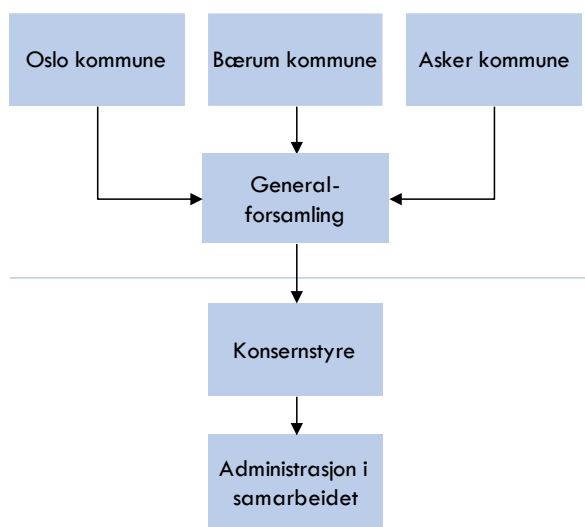 Oslo kommune
Bærum kommune
Asker kommune
General-
forsamling
Konsernstyre
Administrasjon i
samarbeidet